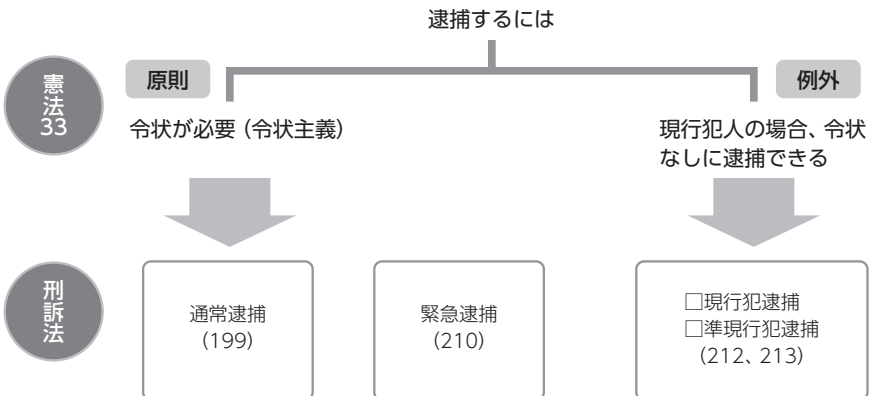 逮捕するには
憲法33
原則
例外
令状が必要（令状主義）
現行犯人の場合、令状
なしに逮捕できる
刑訴法
通常逮捕
（199）
緊急逮捕
（210）
□現行犯逮捕
□準現行犯逮捕
（212、213）